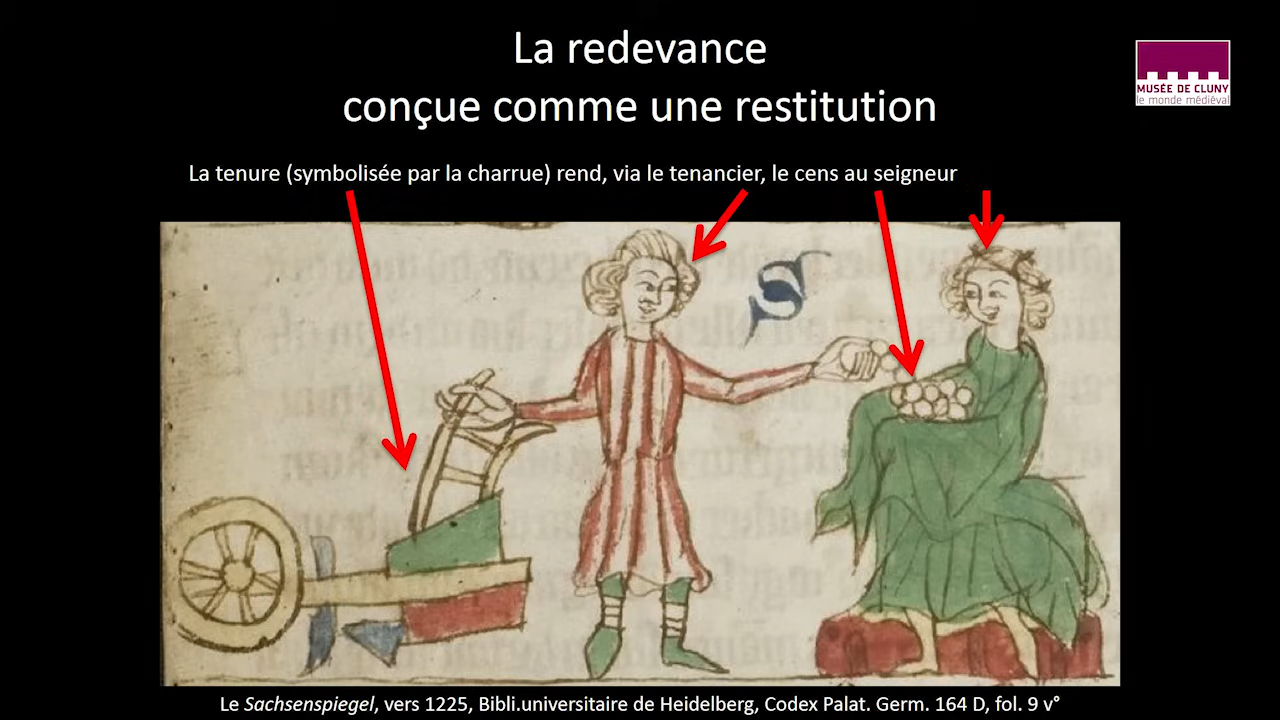 La redevance
conçue comme une restitution
MUSÉE DE CLUNY
le monde médiéval
La tenure (symbolisée par la charrue) rend, via le tenancier, le cens au seigneur
S
Le Sachsenspiegel, vers 1225, Bibli.universitaire de Heidelberg, Codex Palat. Germ. 164 D, fol. 9 v°